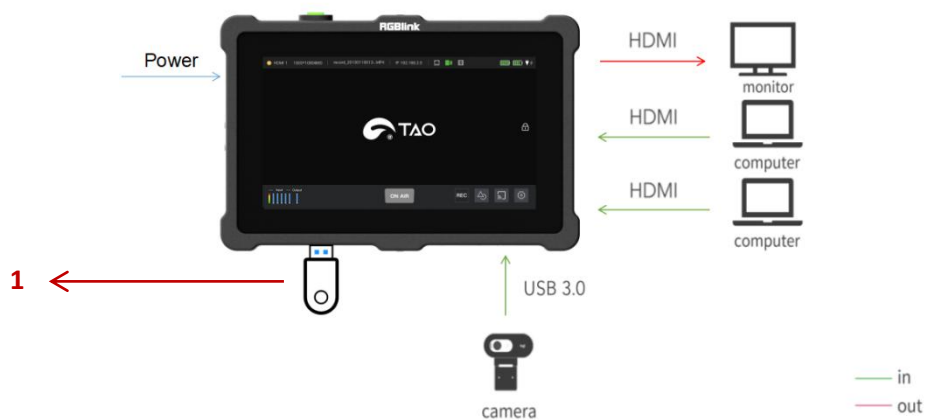 RGBlink
Power
HDMI
monitor
HDMI
computer
HDMI
computer
TAO
ON AIR
REC
1
USB 3.0
camera
in
out